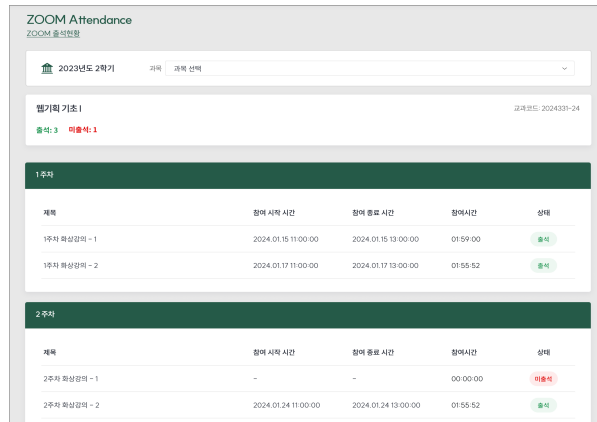 ZOOM Attendance
ZOOM 출석현황
2023년도 2학기 과목 과목 선택
웹기획 기초 I 교과코드: 2024331-24
출석: 3 미출석: 1
1 주차
제목 참여 시작 시간 참여 종료 시간 참여시간 상태
1주차 화상강의 - 1 2024.01.15 11:00:00 2024.01.15 13:00:00 01:59:00 출석
1주차 화상강의 - 2 2024.01.17 11:00:00 2024.01.17 13:00:00 01:55:52 출석
2 주차
제목 참여 시작 시간 참여 종료 시간 참여시간 상태
2주차 화상강의 - 1 - - 00:00:00 미출석
2주차 화상강의 - 2 2024.01.24 11:00:00 2024.01.24 13:00:00 01:55:52 출석